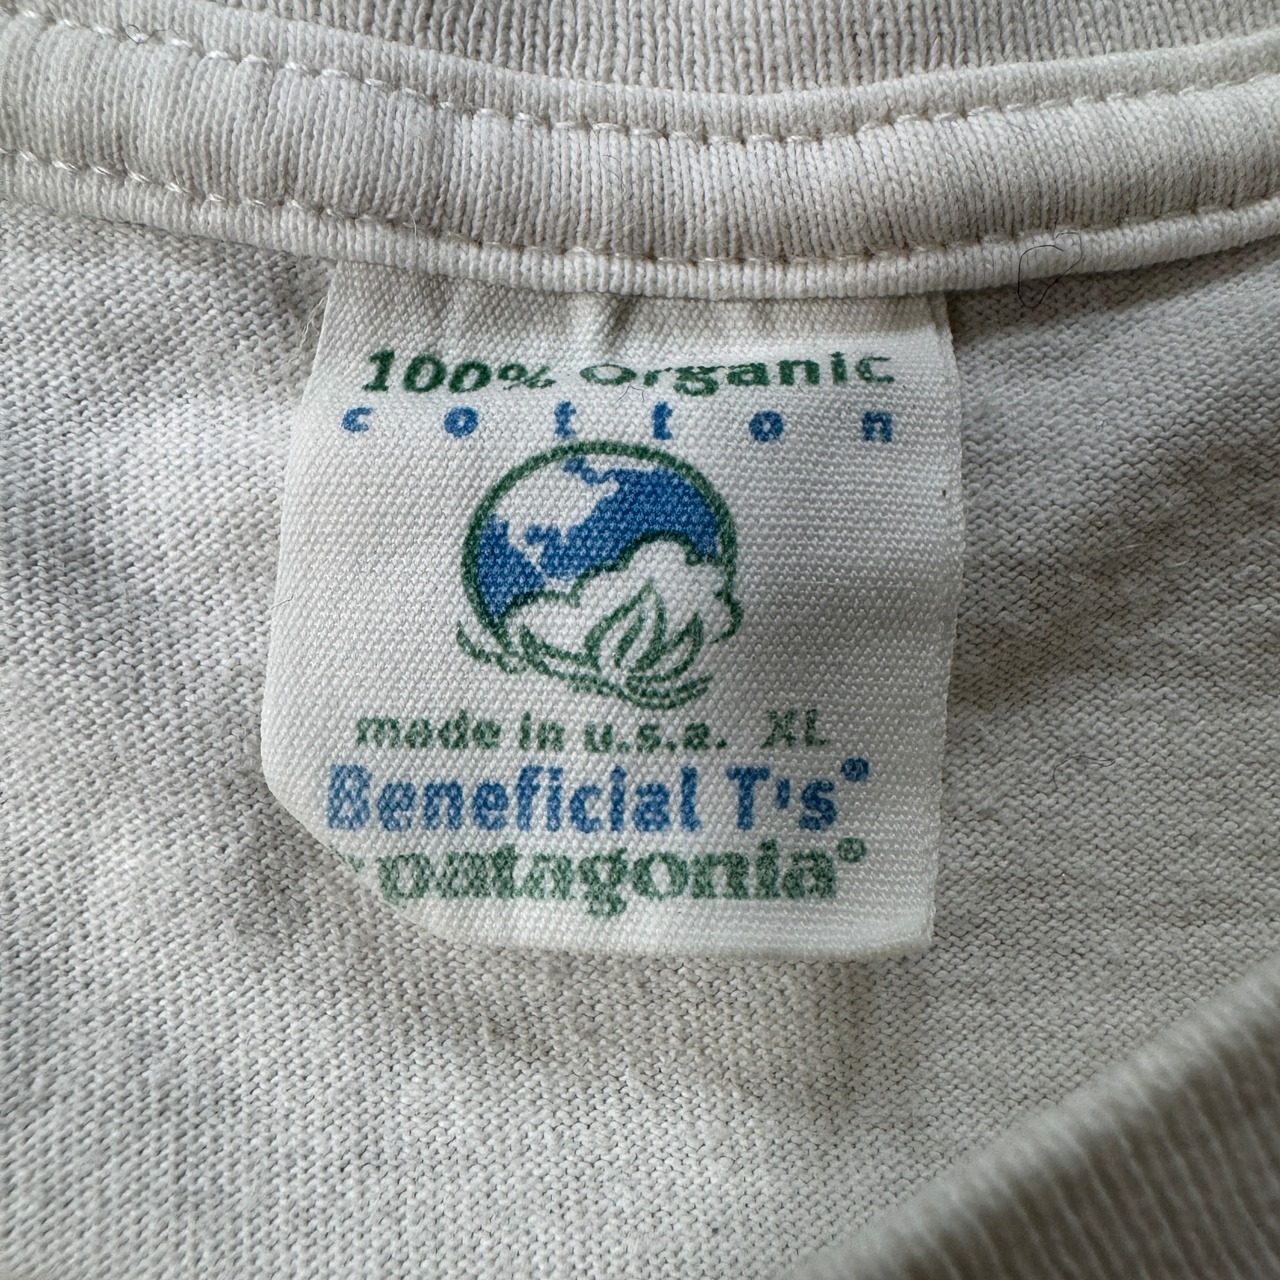 100% Organic
cotton
made in u.s.a. XL
Beneficial T's®
patagonia®